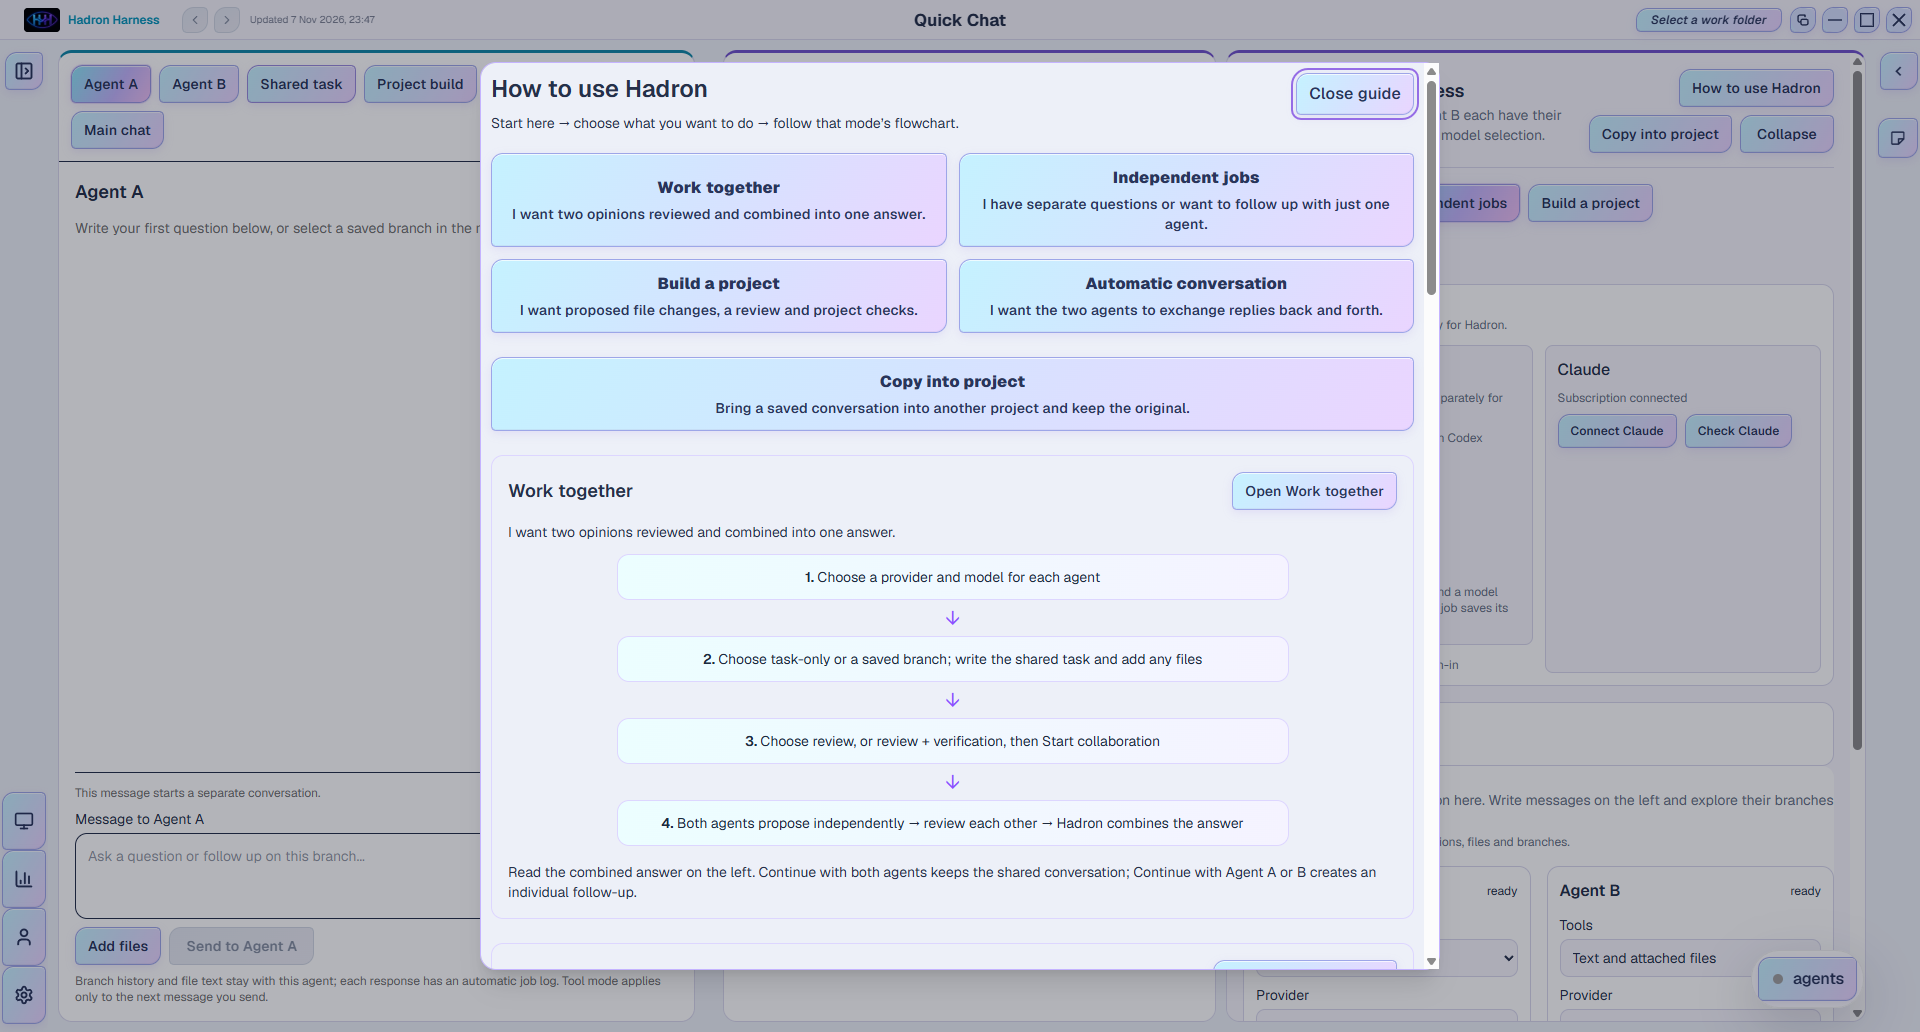 Hadron Harness
Updated 7 Nov 2026, 23:47
Quick Chat
Select a work folder
Agent A
Agent B
Shared task
Project build
Main chat
Agent A
Write your first question below, or select a saved branch in the
This message starts a separate conversation.
Message to Agent A
Ask a question or follow up on this branch...
Add files
Send to Agent A
Branch history and file text stay with this agent; each response has an automatic job log. Tool mode applies
only to the next message you send.
How to use Hadron
Close guide
Start here → choose what you want to do → follow that mode's flowchart.
Work together
I want two opinions reviewed and combined into one answer.
Independent jobs
I have separate questions or want to follow up with just one
agent.
Build a project
I want proposed file changes, a review and project checks.
Automatic conversation
I want the two agents to exchange replies back and forth.
Copy into project
Bring a saved conversation into another project and keep the original.
Work together
Open Work together
I want two opinions reviewed and combined into one answer.
1. Choose a provider and model for each agent
2. Choose task-only or a saved branch; write the shared task and add any files
3. Choose review, or review + verification, then Start collaboration
4. Both agents propose independently → review each other → Hadron combines the answer
Read the combined answer on the left. Continue with both agents keeps the shared conversation; Continue with Agent A or B creates an
individual follow-up.
How to use Hadron
B each have their
model selection.
Copy into project
Collapse
jobs
Build a project
for Hadron.
Claude
Subscription connected
Connect Claude
Check Claude
for
Codex
a model
job saves its
here. Write messages on the left and explore their branches
files and branches.
ready
Agent B
ready
Tools
Text and attached files
Provider
Provider
agents